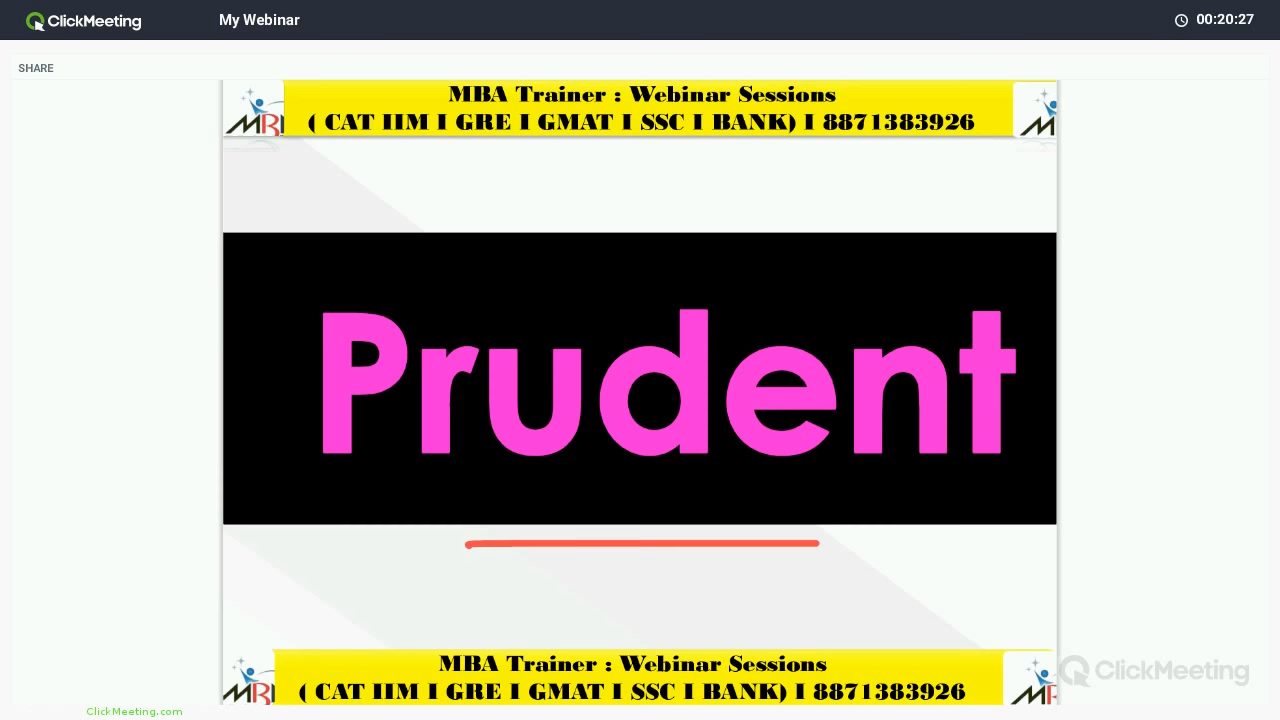 ClickMeeting My Webinar 00:20:27
SHARE
MBA Trainer : Webinar Sessions
( CAT IIM I GRE I GMAT I SSC I BANK) I 8871383926
Prudent
MBA Trainer : Webinar Sessions
( CAT IIM I GRE I GMAT I SSC I BANK) I 8871383926
ClickMeeting
ClickMeeting.com